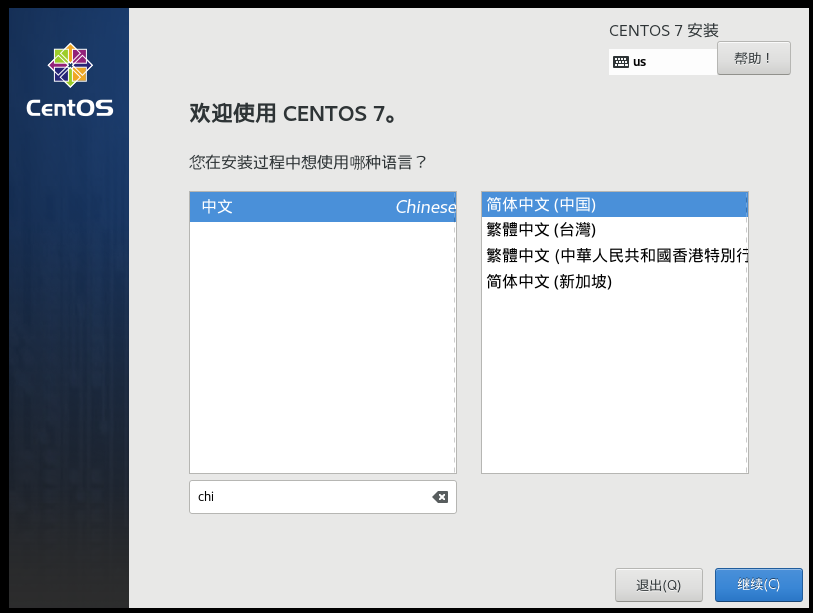 CentOS
CENTOS 7 安装
us
帮助！
欢迎使用 CENTOS 7。
您在安装过程中想使用哪种语言？
中文 Chinese
简体中文 (中国)
繁體中文 (台灣)
繁體中文 (中華人民共和國香港特別行
简体中文 (新加坡)
chi
退出(Q)
继续(C)